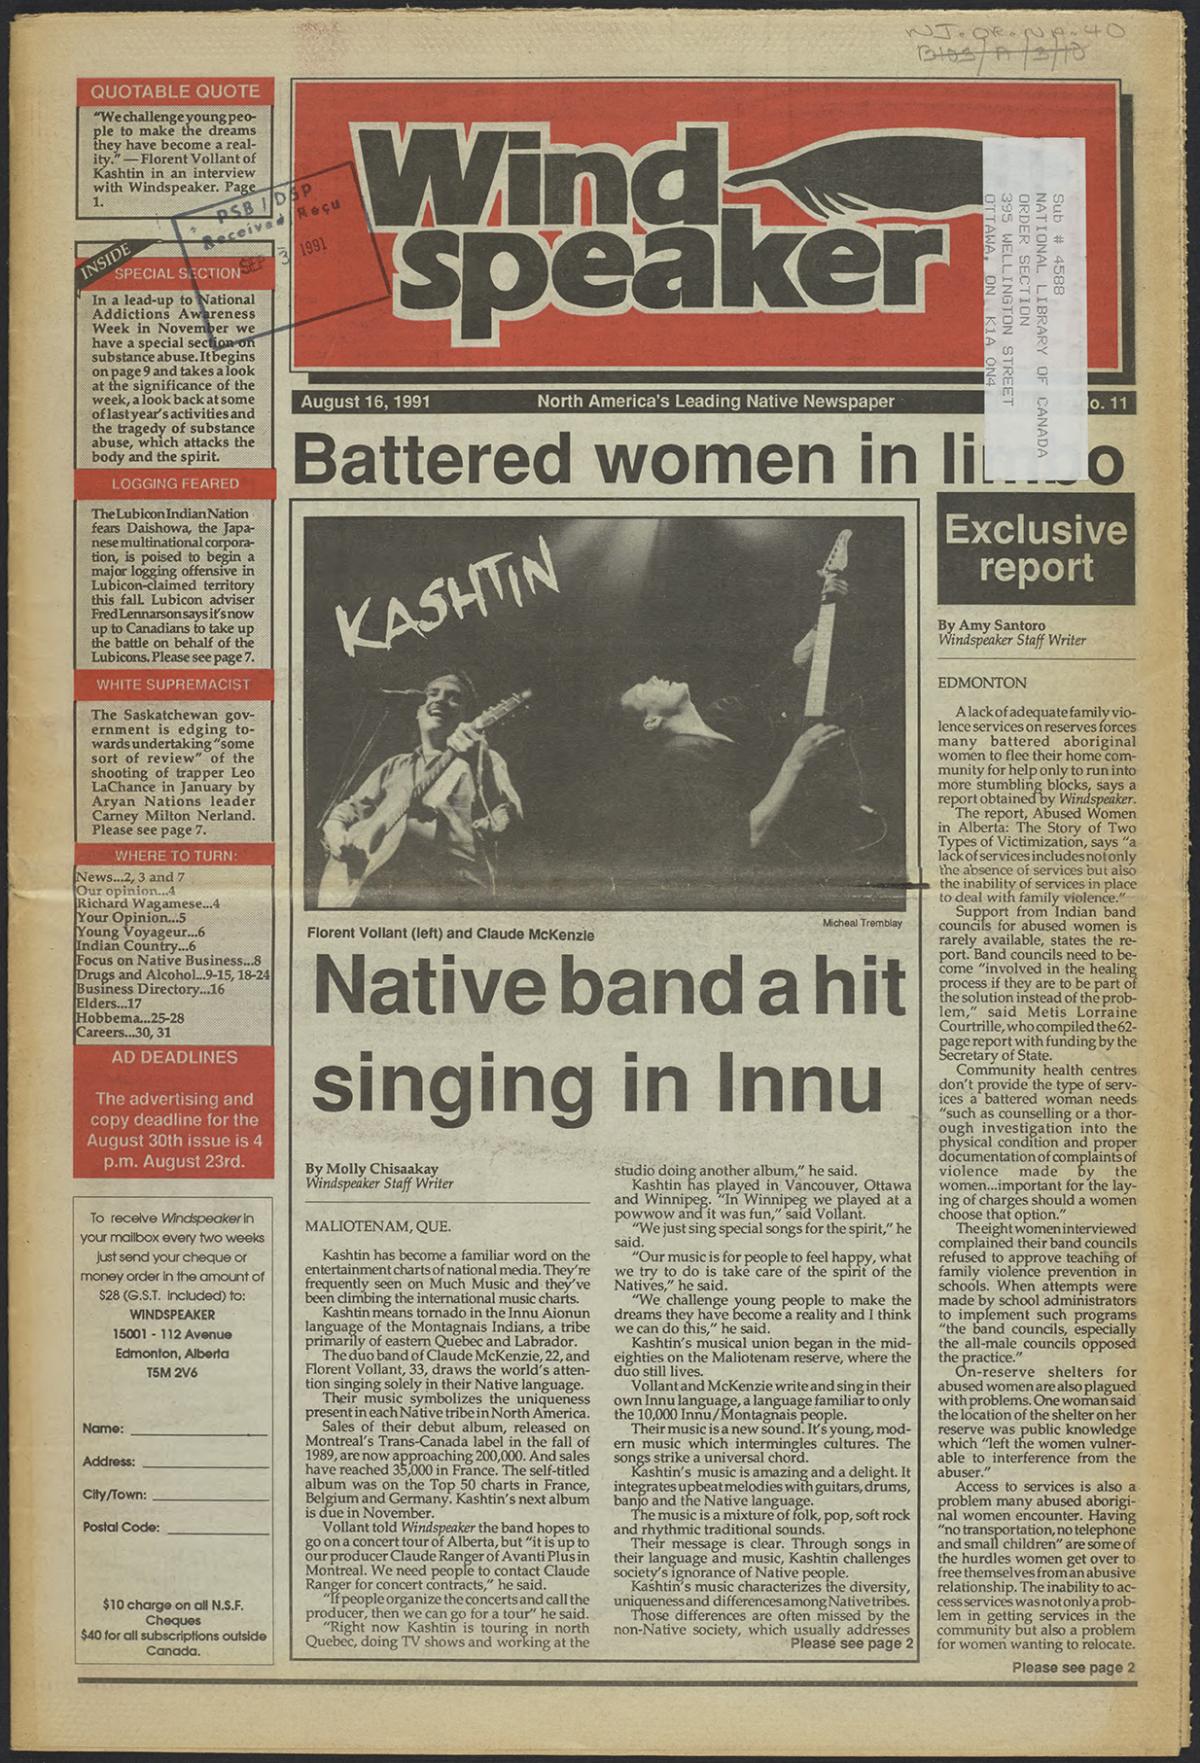 NJ.OR.NA.40
QUOTABLE QUOTE
"We challenge young peo-
ple to make the dreams
they have become a real-
ity." — Florent Vollant of
Kashtin in an interview
with Windspeaker. Page
1.
PSB / DSP
Received / Reçu
SEP 3 1991
INSIDE
SPECIAL SECTION
In a lead-up to National
Addictions Awareness
Week in November we
have a special section on
substance abuse. It begins
on page 9 and takes a look
at the significance of the
week, a look back at some
of last year's activities and
the tragedy of substance
abuse, which attacks the
body and the spirit.
LOGGING FEARED
The Lubicon Indian Nation
fears Daishowa, the Japa-
nese multinational corpora-
tion, is poised to begin a
major logging offensive in
Lubicon-claimed territory
this fall. Lubicon adviser
Fred Lennarson says it's now
up to Canadians to take up
the battle on behalf of the
Lubicons. Please see page 7.
WHITE SUPREMACIST
The Saskatchewan gov-
ernment is edging to-
wards undertaking "some
sort of review" of the
shooting of trapper Leo
LaChance in January by
Aryan Nations leader
Carney Milton Nerland.
Please see page 7.
WHERE TO TURN:
News...2, 3 and 7
Our opinion...4
Richard Wagamese...4
Your Opinion...5
Young Voyageur...6
Indian Country...6
Focus on Native Business...8
Drugs and Alcohol...9-15, 18-24
Business Directory...16
Elders...17
Hobbema...25-28
Careers...30, 31
AD DEADLINES
The advertising and
copy deadline for the
August 30th issue is 4
p.m. August 23rd.
To receive Windspeaker in
your mailbox every two weeks
just send your cheque or
money order in the amount of
$28 (G.S.T. included) to:
WINDSPEAKER
15001 - 112 Avenue
Edmonton, Alberta
T5M 2V6
Name:
Address:
City/Town:
Postal Code:
$10 charge on all N.S.F.
Cheques
$40 for all subscriptions outside
Canada.
Wind
speaker
Sub # 4588
NATIONAL LIBRARY OF CANADA
ORDER SECTION
395 WELLINGTON STREET
OTTAWA, ON K1A 0N4
August 16, 1991 North America's Leading Native Newspaper No. 11
Battered women in limbo
KASHTIN
Micheal Tremblay
Florent Vollant (left) and Claude McKenzie
Native band a hit
singing in Innu
By Molly Chisaakay
Windspeaker Staff Writer
MALIOTENAM, QUE.
Kashtin has become a familiar word on the
entertainment charts of national media. They're
frequently seen on Much Music and they've
been climbing the international music charts.
Kashtin means tornado in the Innu Aionun
language of the Montagnais Indians, a tribe
primarily of eastern Quebec and Labrador.
The duo band of Claude McKenzie, 22, and
Florent Vollant, 33, draws the world's atten-
tion singing solely in their Native language.
Their music symbolizes the uniqueness
present in each Native tribe in North America.
Sales of their debut album, released on
Montreal's Trans-Canada label in the fall of
1989, are now approaching 200,000. And sales
have reached 35,000 in France. The self-titled
album was on the Top 50 charts in France,
Belgium and Germany. Kashtin's next album
is due in November.
Vollant told Windspeaker the band hopes to
go on a concert tour of Alberta, but "it is up to
our producer Claude Ranger of Avanti Plus in
Montreal. We need people to contact Claude
Ranger for concert contracts," he said.
"If people organize the concerts and call the
producer, then we can go for a tour" he said.
"Right now Kashtin is touring in north
Quebec, doing TV shows and working at the
studio doing another album," he said.
Kashtin has played in Vancouver, Ottawa
and Winnipeg. "In Winnipeg we played at a
powwow and it was fun," said Vollant.
"We just sing special songs for the spirit," he
said.
"Our music is for people to feel happy, what
we try to do is take care of the spirit of the
Natives," he said.
"We challenge young people to make the
dreams they have become a reality and I think
we can do this," he said.
Kashtin's musical union began in the mid-
eighties on the Maliotenam reserve, where the
duo still lives.
Vollant and McKenzie write and sing in their
own Innu language, a language familiar to only
the 10,000 Innu/Montagnais people.
Their music is a new sound. It's young, mod-
ern music which intermingles cultures. The
songs strike a universal chord.
Kashtin's music is amazing and a delight. It
integrates upbeat melodies with guitars, drums,
banjo and the Native language.
The music is a mixture of folk, pop, soft rock
and rhythmic traditional sounds.
Their message is clear. Through songs in
their language and music, Kashtin challenges
society's ignorance of Native people.
Kashtin's music characterizes the diversity,
uniqueness and differences among Native tribes.
Those differences are often missed by the
non-Native society, which usually addresses
Please see page 2
Exclusive
report
By Amy Santoro
Windspeaker Staff Writer
EDMONTON
A lack of adequate family vio-
lence services on reserves forces
many battered aboriginal
women to flee their home com-
munity for help only to run into
more stumbling blocks, says a
report obtained by Windspeaker.
The report, Abused Women
in Alberta: The Story of Two
Types of Victimization, says "a
lack of services includes not only
the absence of services but also
the inability of services in place
to deal with family violence."
Support from Indian band
councils for abused women is
rarely available, states the re-
port. Band councils need to be-
come "involved in the healing
process if they are to be part of
the solution instead of the prob-
lem," said Metis Lorraine
Courtrille, who compiled the 62-
page report with funding by the
Secretary of State.
Community health centres
don't provide the type of serv-
ices a battered woman needs
"such as counselling or a thor-
ough investigation into the
physical condition and proper
documentation of complaints of
violence made by the
women...important for the lay-
ing of charges should a women
choose that option."
The eight women interviewed
complained their band councils
refused to approve teaching of
family violence prevention in
schools. When attempts were
made by school administrators
to implement such programs
"the band councils, especially
the all-male councils opposed
the practice."
On-reserve shelters for
abused women are also plagued
with problems. One woman said
the location of the shelter on her
reserve was public knowledge
which "left the women vulner-
able to interference from the
abuser."
Access to services is also a
problem many abused aborigi-
nal women encounter. Having
"no transportation, no telephone
and small children" are some of
the hurdles women get over to
free themselves from an abusive
relationship. The inability to ac-
cess services was not only a prob-
lem in getting services in the
community but also a problem
for women wanting to relocate.
Please see page 2